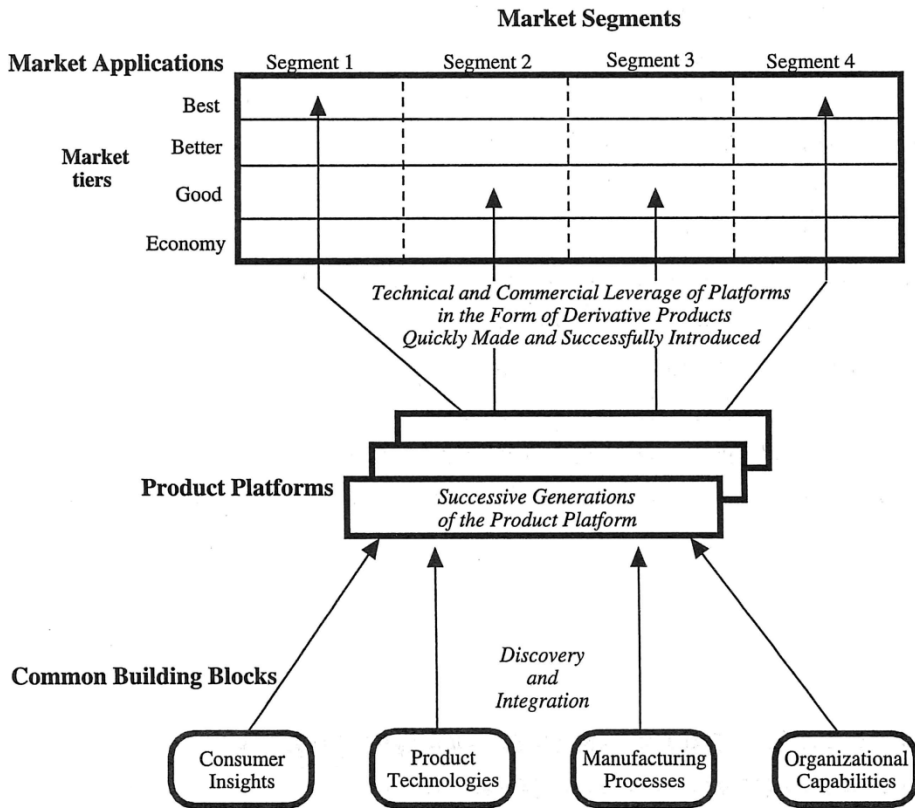 Market Segments
Market Applications
Segment 1
Segment 2
Segment 3
Segment 4
Best
Better
Market
tiers
Good
Economy
Technical and Commercial Leverage of Platforms
in the Form of Derivative Products
Quickly Made and Successfully Introduced
Product Platforms
Successive Generations
of the Product Platform
Common Building Blocks
Discovery
and
Integration
Consumer
Insights
Product
Technologies
Manufacturing
Processes
Organizational
Capabilities